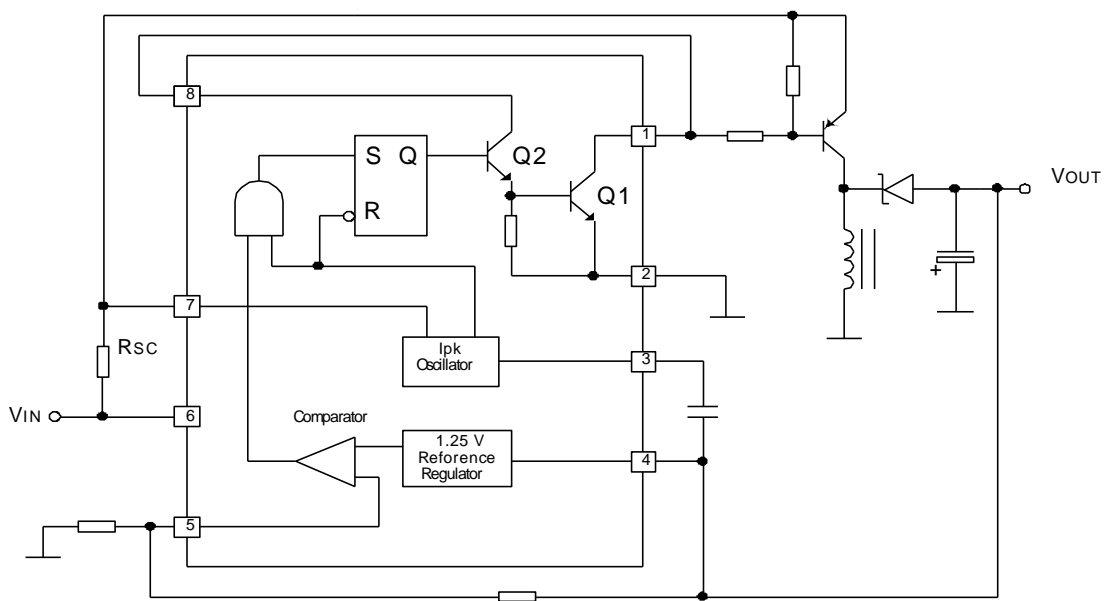 8
1
S Q
Q2
Q1
R
VOUT
2
+
7
RSC
Ipk
Oscillator
3
VIN
6
Comparator
1.25 V
Reforence
Regulator
4
5